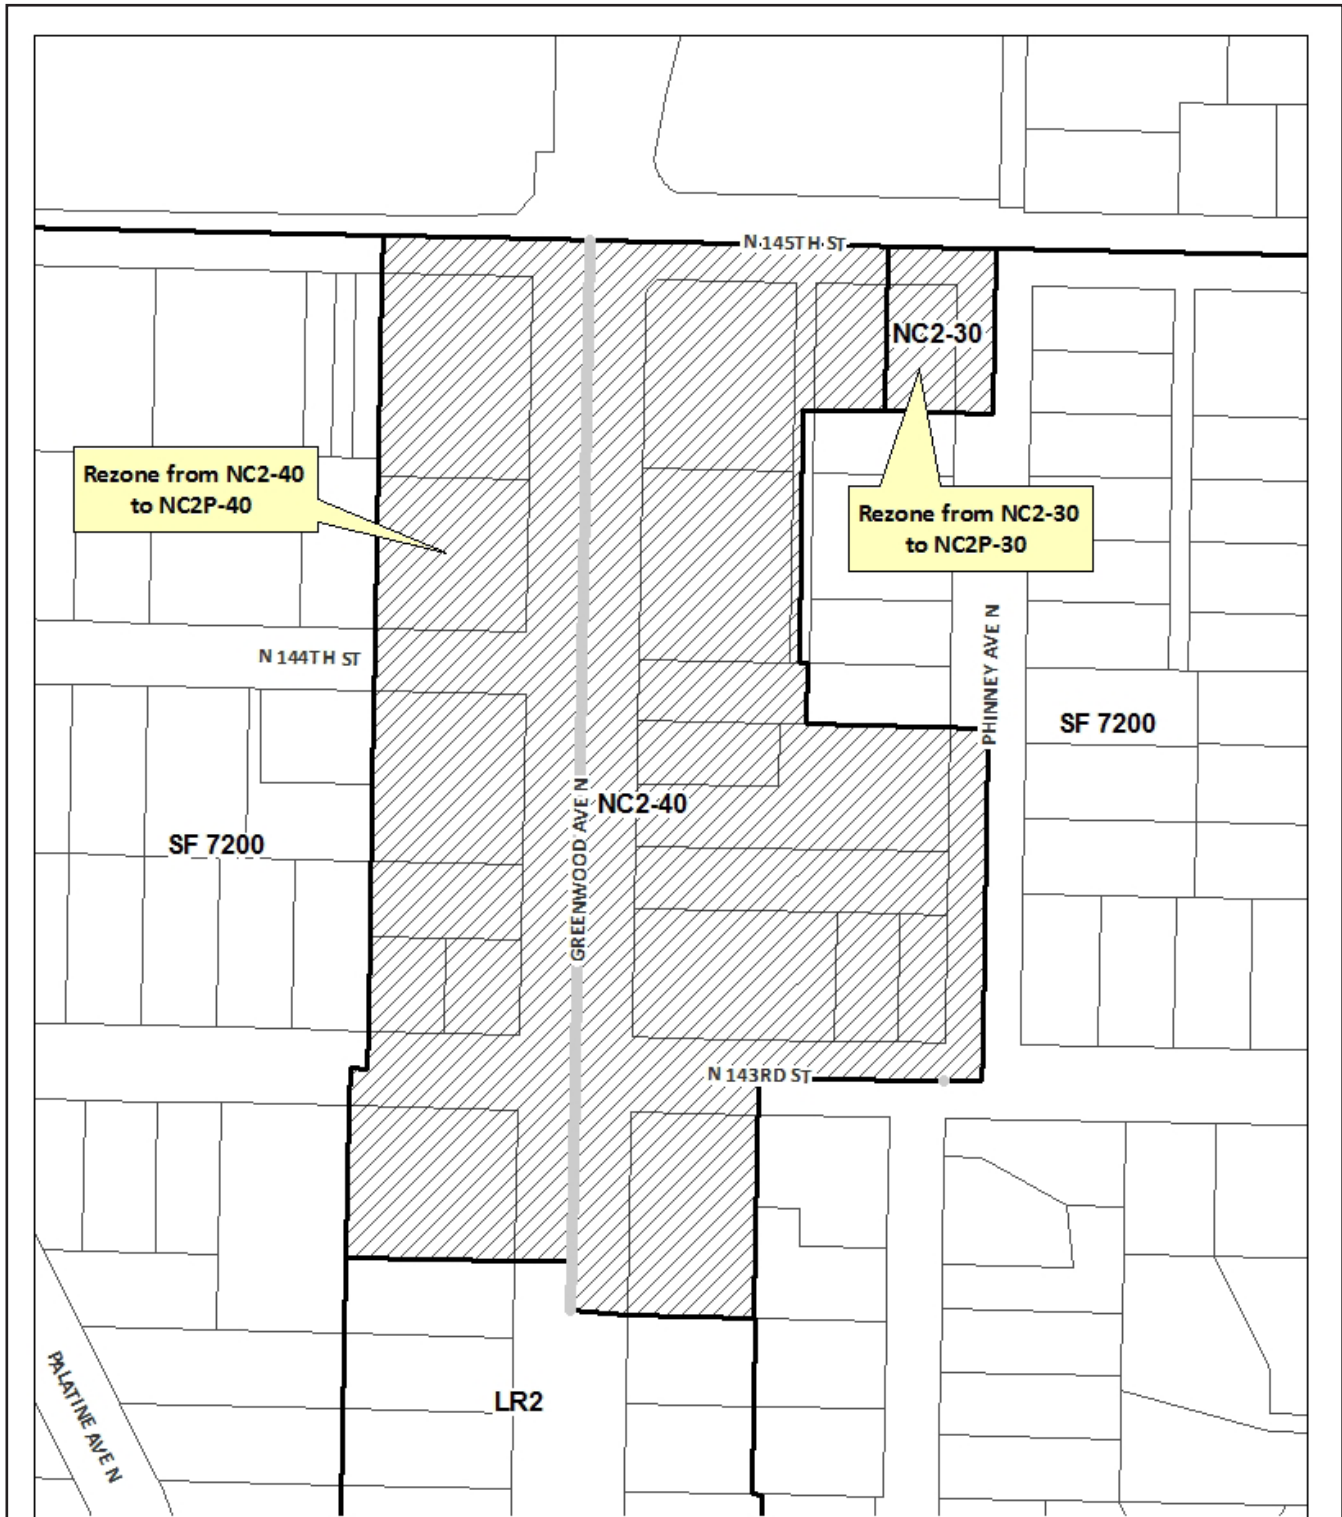 N 145TH ST
NC2-30
Rezone from NC2-40
to NC2P-40
Rezone from NC2-30
to NC2P-30
N 144TH ST
PHINNEY AVE N
SF 7200
GREENWOOD AVE N
NC2-40
SF 7200
N 143RD ST
PALATINE AVE N
LR2